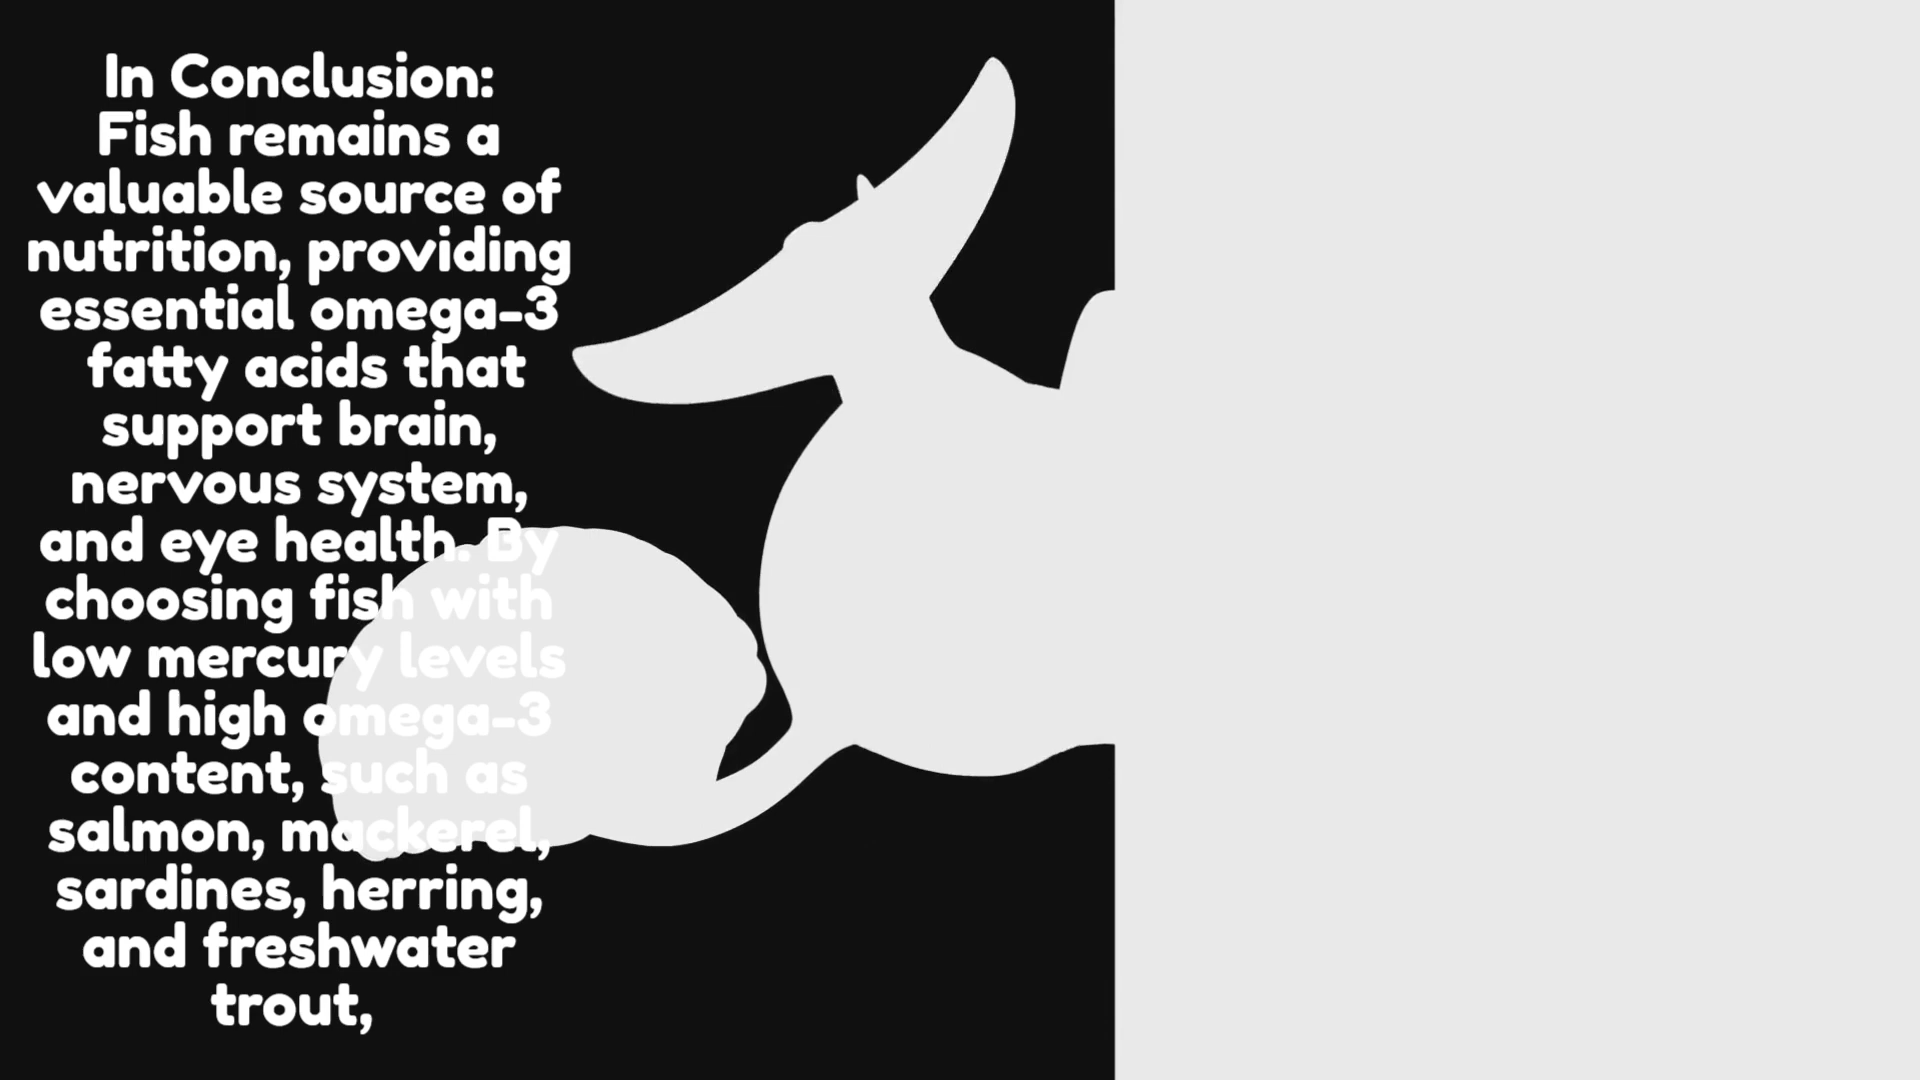 In Conclusion:
Fish remains a
valuable source of
nutrition, providing
essential omega-3
fatty acids that
support brain,
nervous system,
and eye health. By
choosing fish with
low mercury levels
and high omega-3
content, such as
salmon, mackerel,
sardines, herring,
and freshwater
trout,